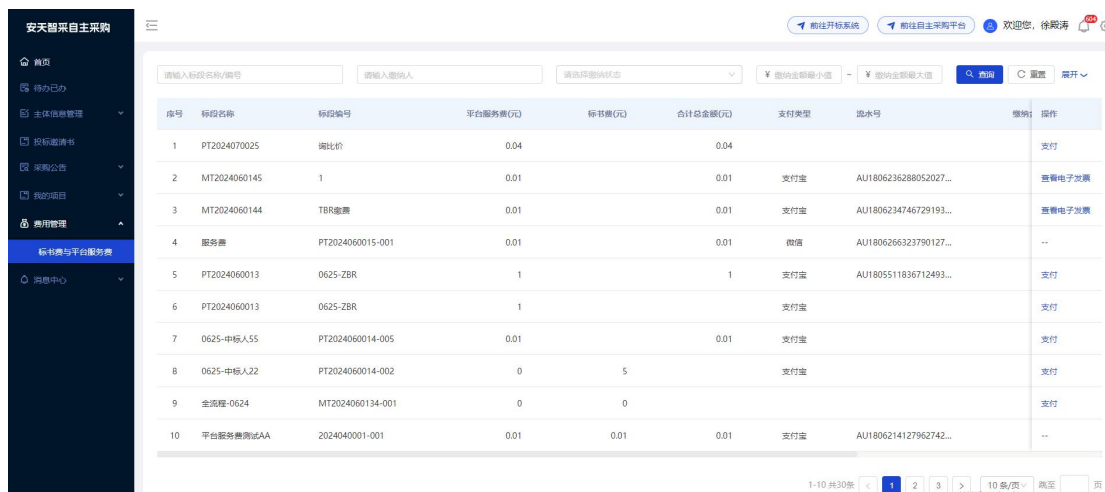 安天智采自主采购
前往开标系统 前往自主采购平台 欢迎您，徐殿涛 604
首页
待办已办
主体信息管理
投标邀请书
采购公告
我的项目
费用管理
标书费与平台服务费
消息中心
请输入标段名称/编号 请输入缴纳人 请选择缴纳状态 ¥ 缴纳金额最小值 ~ ¥ 缴纳金额最大值 查询 重置 展开
序号 标段名称 标段编号 平台服务费(元) 标书费(元) 合计总金额(元) 支付类型 流水号 缴纳 操作
1 PT2024070025 询比价 0.04 0.04 支付
2 MT2024060145 1 0.01 0.01 支付宝 AU1806236288052027... 查看电子发票
3 MT2024060144 TBR缴费 0.01 0.01 支付宝 AU1806234746729193... 查看电子发票
4 服务费 PT2024060015-001 0.01 0.01 微信 AU1806266323790127... --
5 PT2024060013 0625-ZBR 1 1 支付宝 AU1805511836712493... 支付
6 PT2024060013 0625-ZBR 1 支付宝 支付
7 0625-中标人55 PT2024060014-005 0.01 0.01 支付宝 支付
8 0625-中标人22 PT2024060014-002 0 5 支付宝 支付
9 全流程-0624 MT2024060134-001 0 0 支付
10 平台服务费测试AA 2024040001-001 0.01 0.01 0.01 支付宝 AU1806214127962742... --
1-10 共30条 < 1 2 3 > 10 条/页 跳至 页